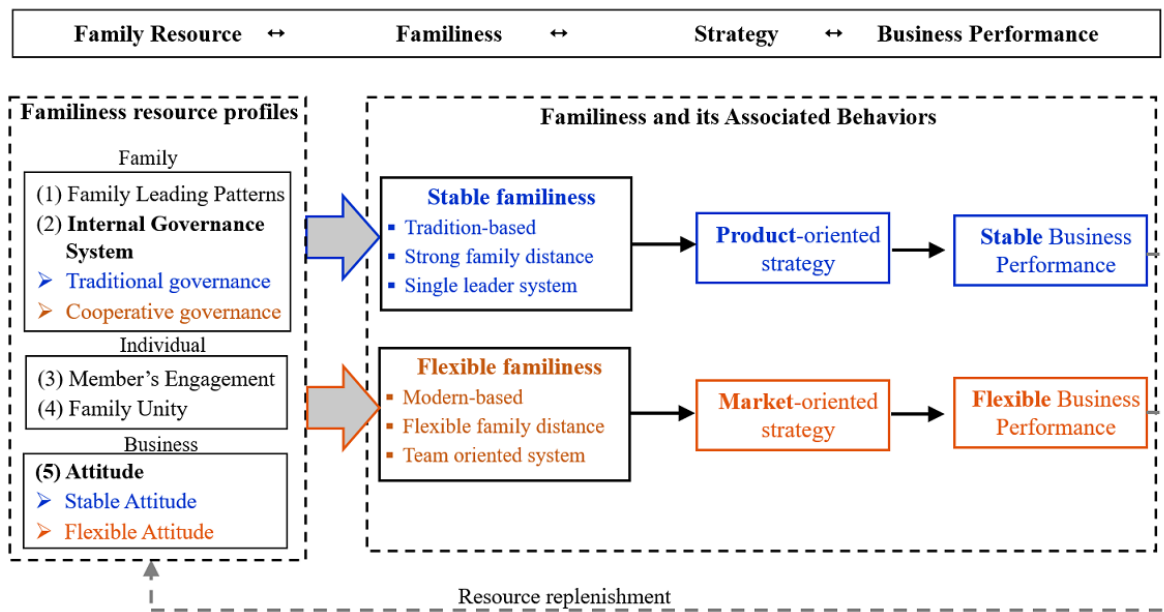 Family Resource ↔ Familiness ↔ Strategy ↔ Business Performance
Familiness resource profiles
Family
(1) Family Leading Patterns
(2) Internal Governance
System
➢ Traditional governance
➢ Cooperative governance
Individual
(3) Member’s Engagement
(4) Family Unity
Business
(5) Attitude
➢ Stable Attitude
➢ Flexible Attitude
Familiness and its Associated Behaviors
Stable familiness
▪ Tradition-based
▪ Strong family distance
▪ Single leader system
Product-oriented
strategy
Stable Business
Performance
Flexible familiness
▪ Modern-based
▪ Flexible family distance
▪ Team oriented system
Market-oriented
strategy
Flexible Business
Performance
Resource replenishment